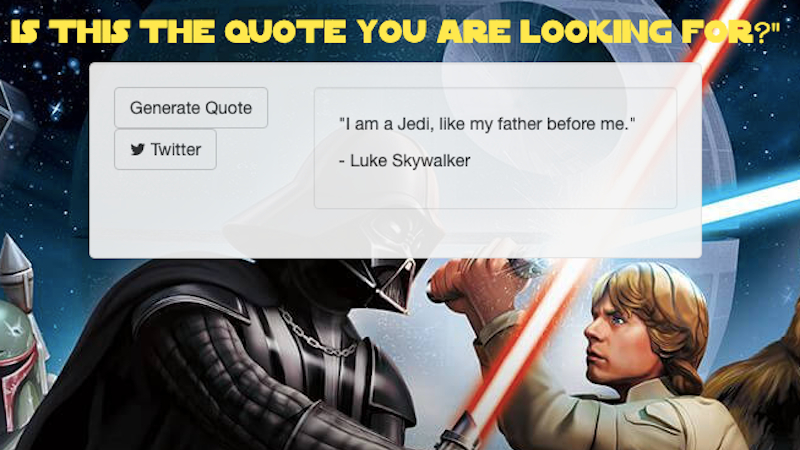 IS THIS THE QUOTE YOU ARE LOOKING FOR?"
Generate Quote
Twitter
"I am a Jedi, like my father before me."
- Luke Skywalker